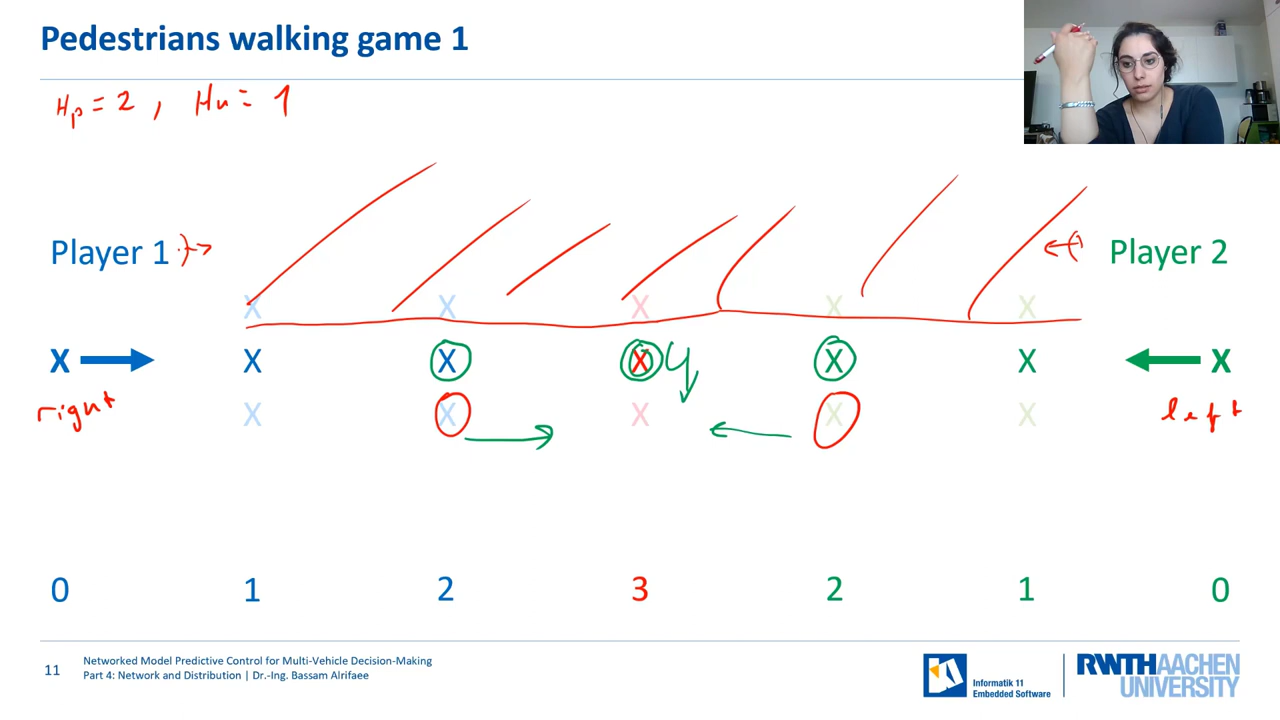 Pedestrians walking game 1
Hp = 2 , Hu = 1
Player 1
Player 2
X X X X X
X X X X X X X
right
left
X X X X X
0 1 2 3 2 1 0
11
Networked Model Predictive Control for Multi-Vehicle Decision-Making
Part 4: Network and Distribution | Dr.-Ing. Bassam Alrifaee
Informatik 11
Embedded Software
RWTHAACHEN
UNIVERSITY